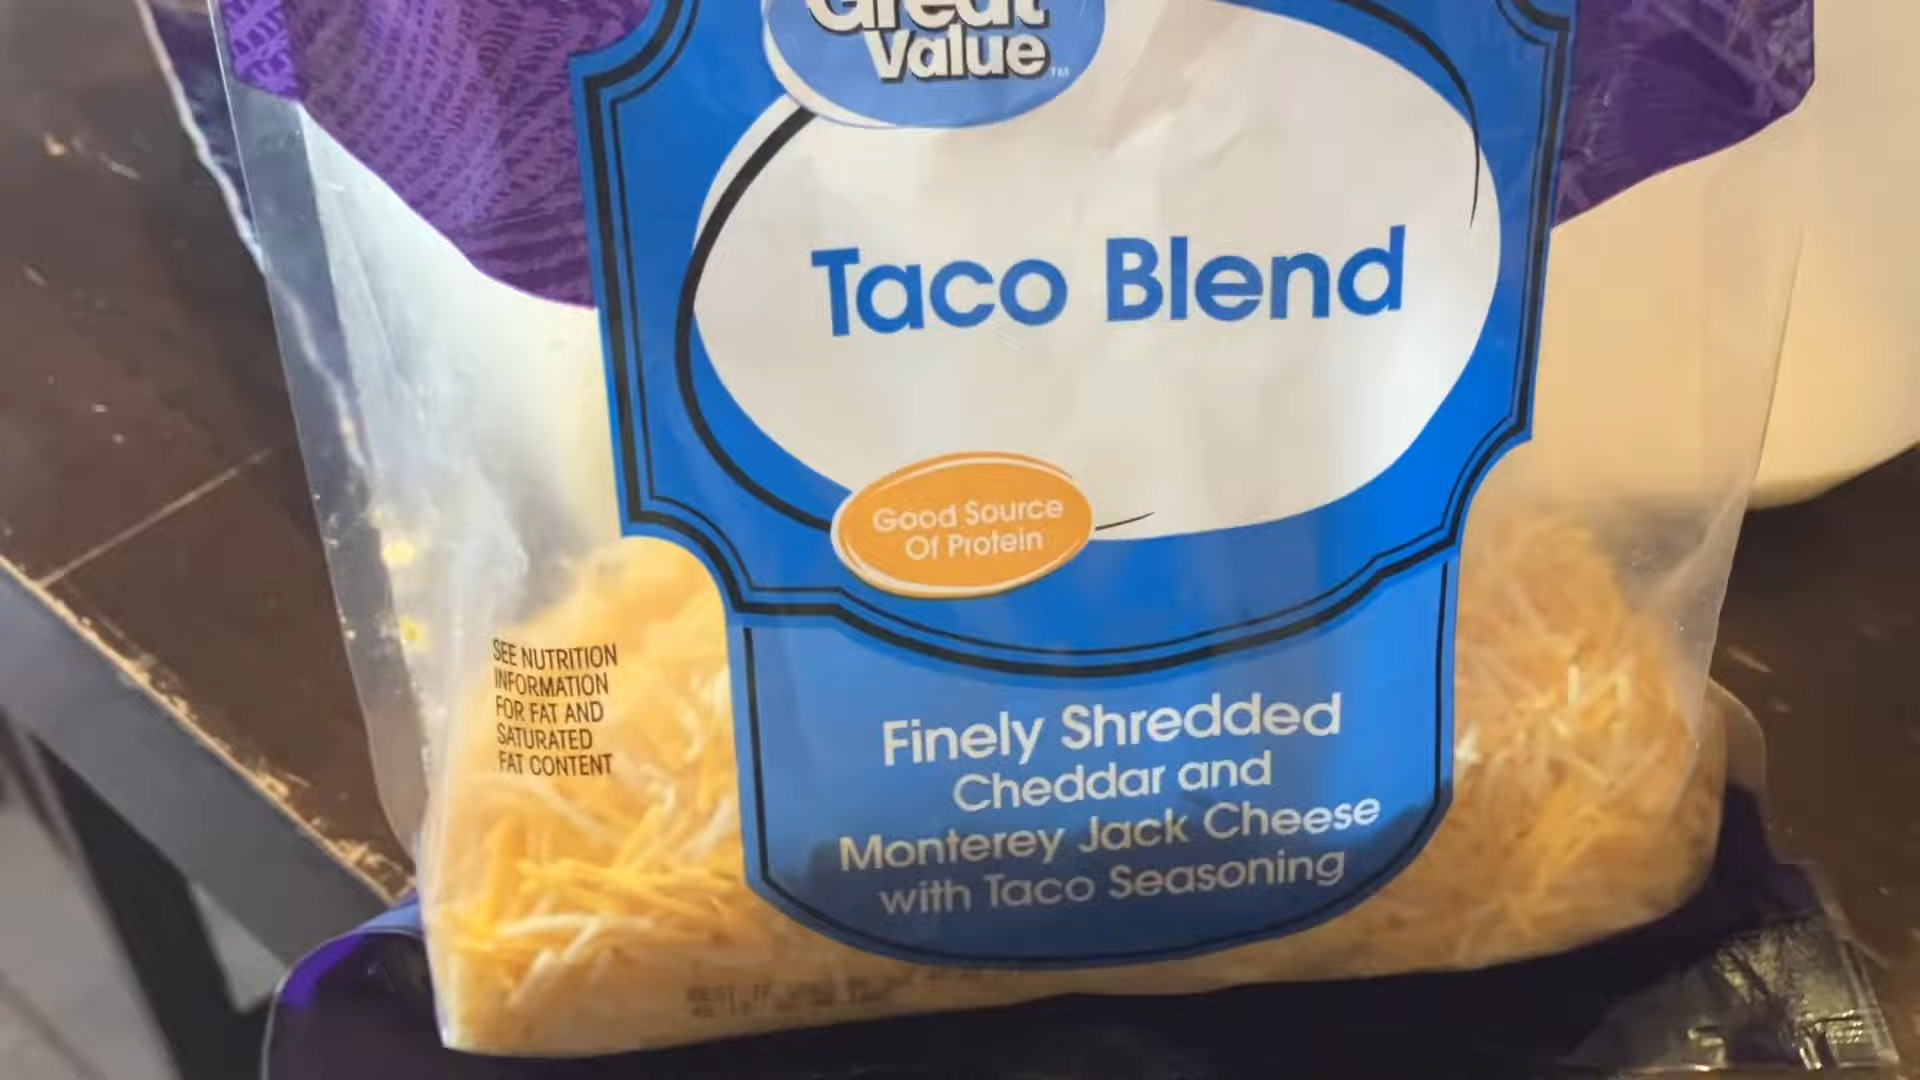 Great
Value™
Taco Blend
Good Source
Of Protein
SEE NUTRITION
INFORMATION
FOR FAT AND
SATURATED
FAT CONTENT
Finely Shredded
Cheddar and
Monterey Jack Cheese
with Taco Seasoning